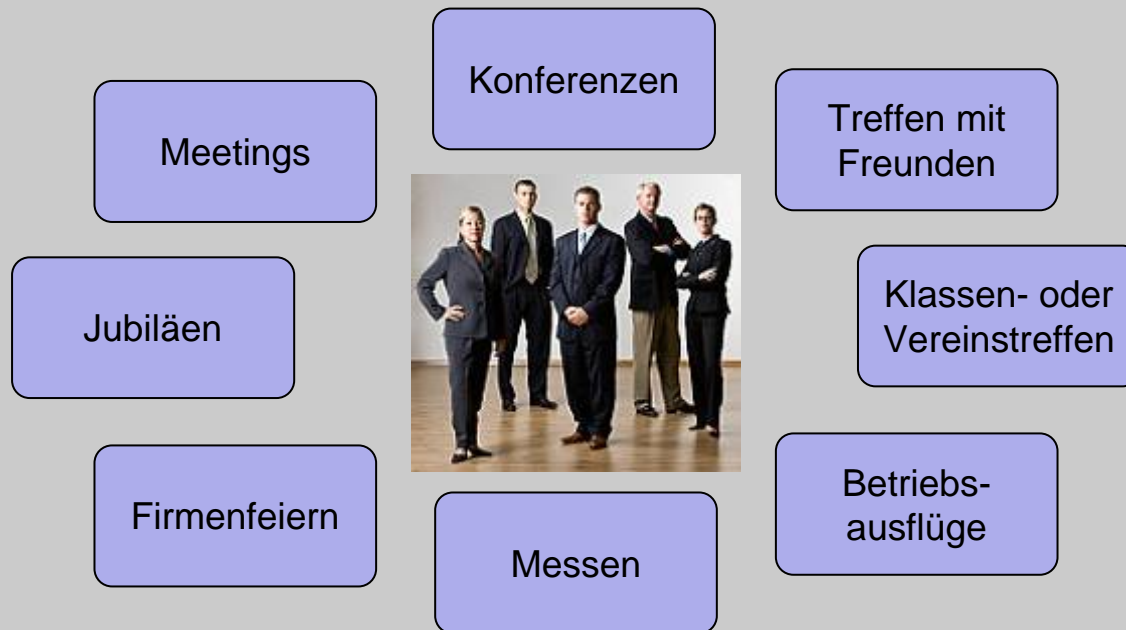 Konferenzen
Meetings
Treffen mit
Freunden
Jubiläen
Klassen- oder
Vereinstreffen
Firmenfeiern
Betriebs-
ausflüge
Messen